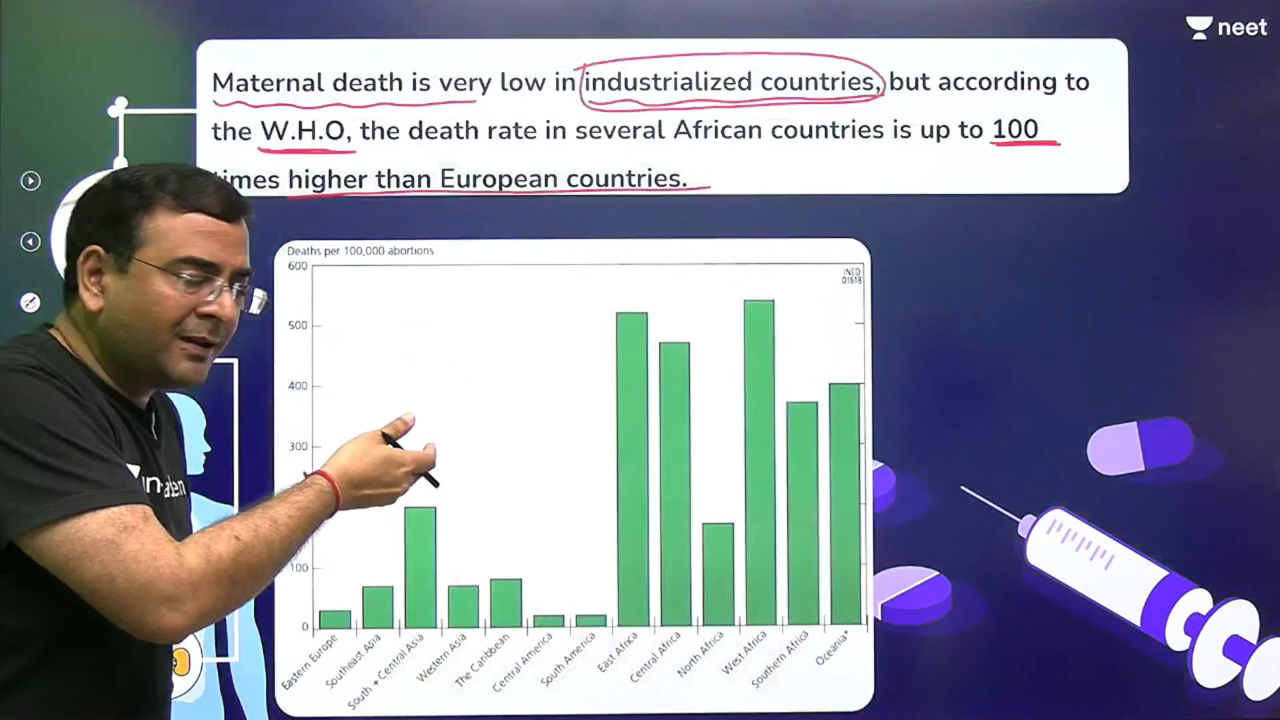 neet
Maternal death is very low in industrialized countries, but according to
the W.H.O, the death rate in several African countries is up to 100
times higher than European countries.
Deaths per 100,000 abortions
600
INED
01618
500
400
300
100
0
Eastern Europe
Southeast Asia
South + Central Asia
Western Asia
The Caribbean
Central America
South America
East Africa
Central Africa
North Africa
West Africa
Southern Africa
Oceania*